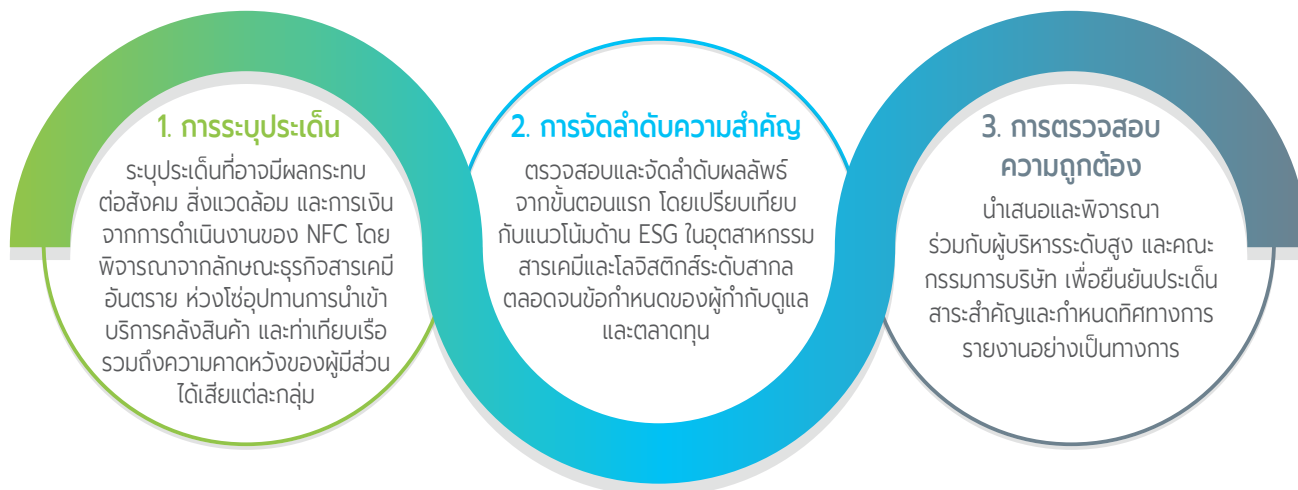 1. การระบุประเด็น
ระบุประเด็นที่อาจมีผลกระทบ
ต่อสังคม สิ่งแวดล้อม และการเงิน
จากการดำเนินงานของ NFC โดย
พิจารณาจากลักษณะธุรกิจสารเคมี
อันตราย ห่วงโซ่อุปทานการนำเข้า
บริการคลังสินค้า และท่าเทียบเรือ
รวมถึงความคาดหวังของผู้มีส่วน
ได้เสียแต่ละกลุ่ม
2. การจัดลำดับความสำคัญ
ตรวจสอบและจัดลำดับผลลัพธ์
จากขั้นตอนแรก โดยเปรียบเทียบ
กับแนวโน้มด้าน ESG ในอุตสาหกรรม
สารเคมีและโลจิสติกส์ระดับสากล
ตลอดจนข้อกำหนดของผู้กำกับดูแล
และตลาดทุน
3. การตรวจสอบ
ความถูกต้อง
นำเสนอและพิจารณา
ร่วมกับผู้บริหารระดับสูง และคณะ
กรรมการบริษัท เพื่อยืนยันประเด็น
สาระสำคัญและกำหนดทิศทางการ
รายงานอย่างเป็นทางการ